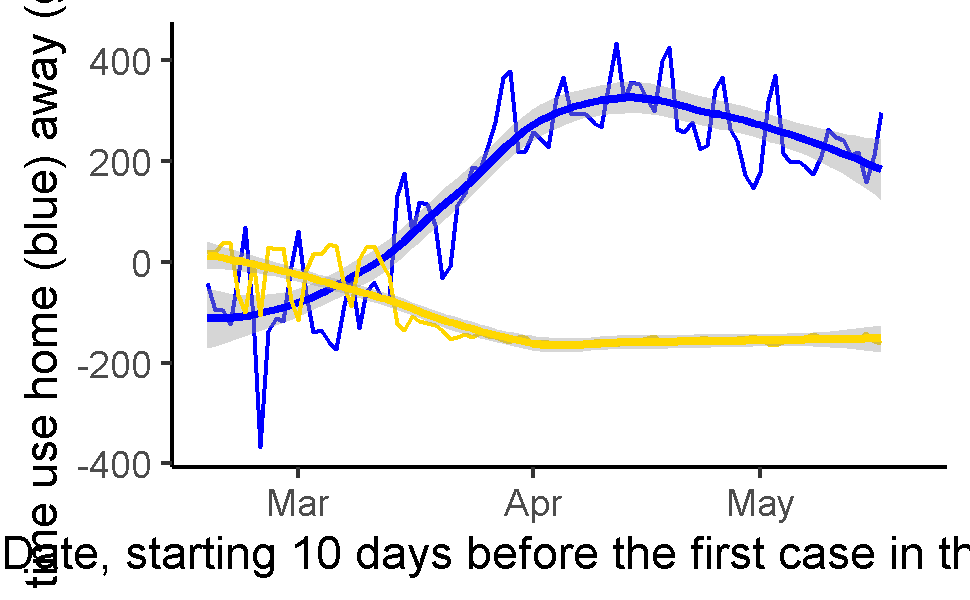 time use home (blue) away (
400
200
0
-200
-400
Mar Apr May
Date, starting 10 days before the first case in th